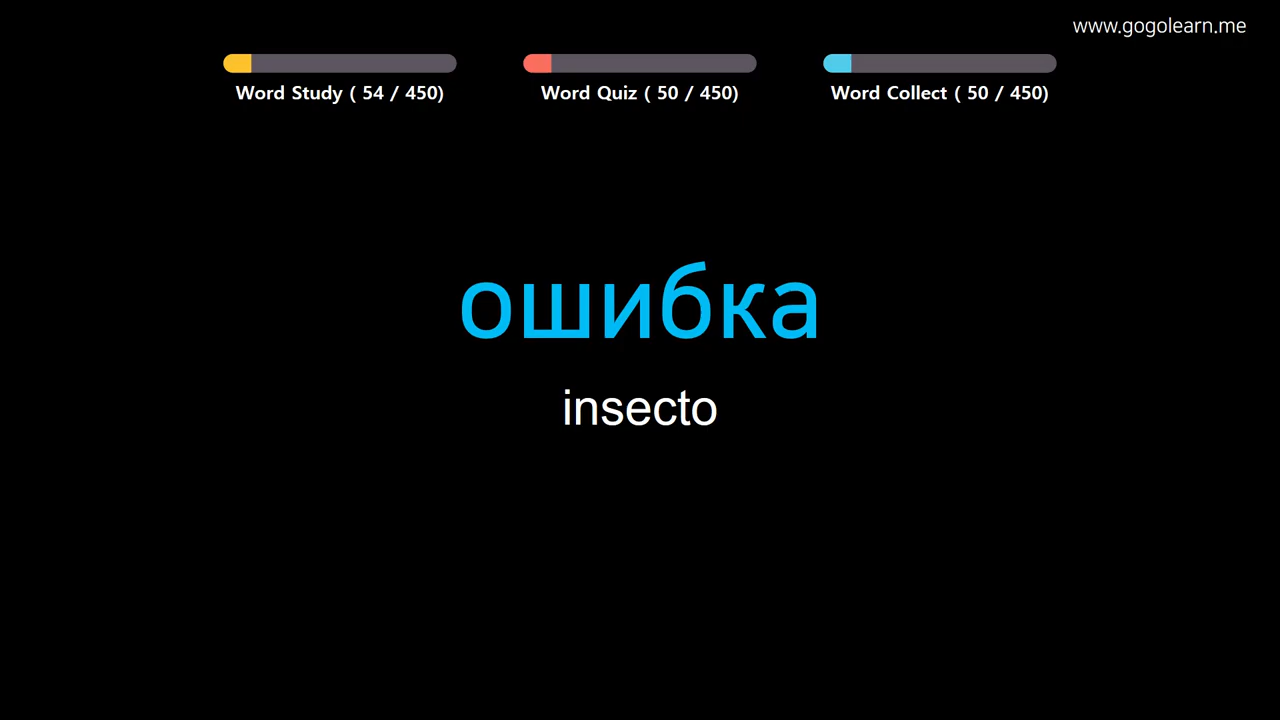 www.gogolearn.me
Word Study ( 54 / 450)
Word Quiz ( 50 / 450)
Word Collect ( 50 / 450)
ошибка
insecto